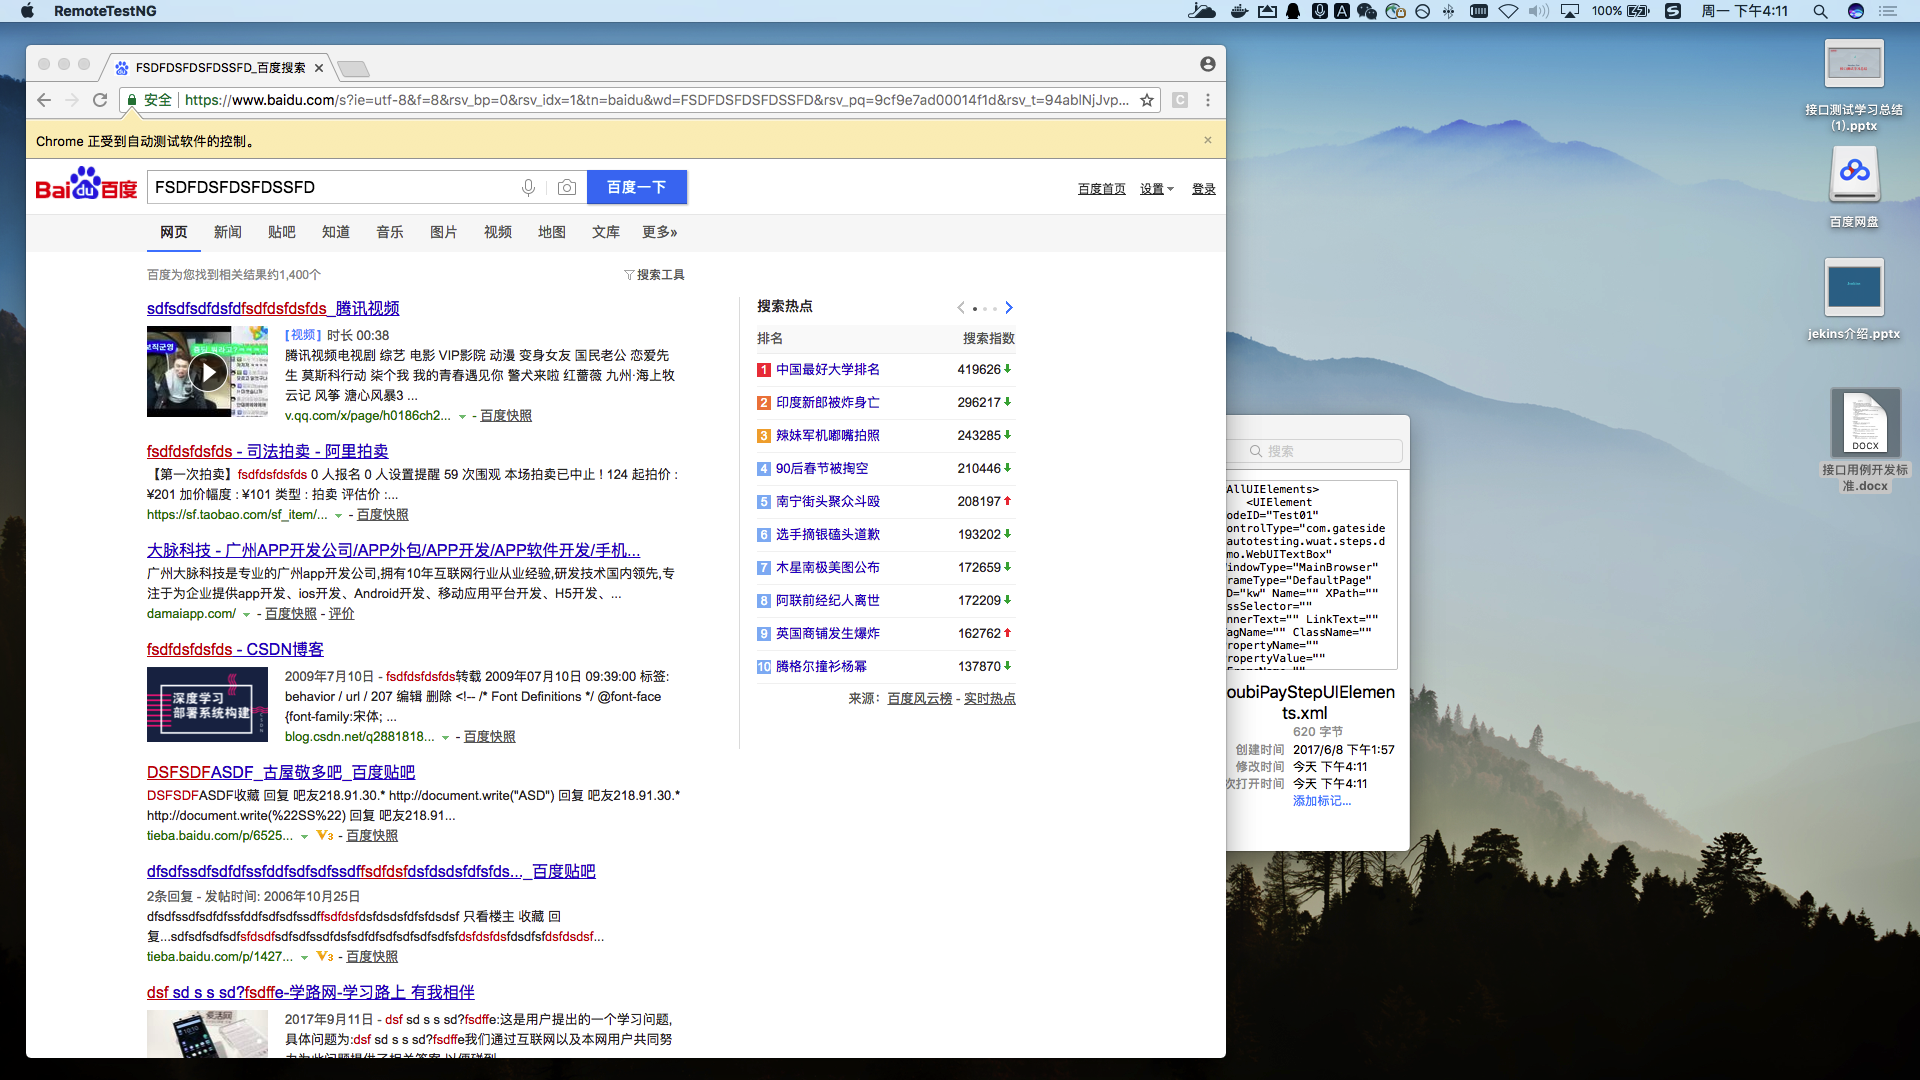 RemoteTestNG
100%
周一 下午4:11
FSDFDSFDSFDSSFD_百度搜索
安全
https://www.baidu.com/s?ie=utf-8&f=8&rsv_bp=0&rsv_idx=1&tn=baidu&wd=FSDFDSFDSFDSSFD&rsv_pq=9cf9e7ad00014f1d&rsv_t=94ablNjJvp...
Chrome 正受到自动测试软件的控制。
Bai du 百度
FSDFDSFDSFDSSFD
百度一下
百度首页 设置 登录
网页 新闻 贴吧 知道 音乐 图片 视频 地图 文库 更多»
百度为您找到相关结果约1,400个
搜索工具
sdfsdfsdfdsfdfsdfdsfdsfds_腾讯视频
[视频] 时长 00:38
腾讯视频电视剧 综艺 电影 VIP影院 动漫 变身女友 国民老公 恋爱先
生 莫斯科行动 柒个我 我的青春遇见你 警犬来啦 红蔷薇 九州·海上牧
云记 风筝 溏心风暴3 ...
v.qq.com/x/page/h0186ch2... - 百度快照
fsdfdsfdsfds - 司法拍卖 - 阿里拍卖
【第一次拍卖】fsdfdsfdsfds 0 人报名 0 人设置提醒 59 次围观 本场拍卖已中止 ! 124 起拍价 :
¥201 加价幅度 : ¥101 类型 : 拍卖 评估价 :...
https://sf.taobao.com/sf_item/... - 百度快照
大脉科技 - 广州APP开发公司/APP外包/APP开发/APP软件开发/手机...
广州大脉科技是专业的广州app开发公司,拥有10年互联网行业从业经验,研发技术国内领先,专
注于为企业提供app开发、ios开发、Android开发、移动应用平台开发、H5开发、...
damaiapp.com/ - 百度快照 - 评价
fsdfdsfdsfds - CSDN博客
深度学习
部署系统构建
CSDN
2009年7月10日 - fsdfdsfdsfds转载 2009年07月10日 09:39:00 标签:
behavior / url / 207 编辑 删除 <!-- /* Font Definitions */ @font-face
{font-family:宋体; ...
blog.csdn.net/q2881818... - 百度快照
DSFSDFASDF_古屋敬多吧_百度贴吧
DSFSDFASDF收藏 回复 吧友218.91.30.* http://document.write("ASD") 回复 吧友218.91.30.*
http://document.write(%22SS%22) 回复 吧友218.91...
tieba.baidu.com/p/6525... V3 - 百度快照
dfsdfssdfsdfdfssfddfsdfsdfssdffsdfdsfdsfdsdsfdfsfds..._百度贴吧
2条回复 - 发帖时间: 2006年10月25日
dfsdfssdfsdfdfssfddfsdfsdfssdffsdfdsfdsfdsdsfdfsfdsdsf 只看楼主 收藏 回
复...sdfsdfsdfsdfsfdsdfsdfsdfssfdsfsdfdfsdfsdfsdfsdfdsfdsfdsfdsdfsfdsfdsdsf...
tieba.baidu.com/p/1427... V3 - 百度快照
dsf sd s s sd?fsdffe-学路网-学习路上 有我相伴
2017年9月11日 - dsf sd s s sd?fsdffe:这是用户提出的一个学习问题,
具体问题为:dsf sd s s sd?fsdffe我们通过互联网以及本网用户共同努
力为此问题提供了相关答案,以便碰到
搜索热点
排名 搜索指数
1 中国最好大学排名 419626
2 印度新郎被炸身亡 296217
3 辣妹军机嘟嘴拍照 243285
4 90后春节被掏空 210446
5 南宁街头聚众斗殴 208197
6 选手摘银磕头道歉 193202
7 木星南极美图公布 172659
8 阿联前经纪人离世 172209
9 英国商铺发生爆炸 162762
10 腾格尔撞衫杨幂 137870
来源: 百度风云榜 - 实时热点
搜索
AllUIElements>
<UIElement
odeID="Test01"
ontrolType="com.gateside
autotesting.wuat.steps.d
mo.WebUITextBox"
indowType="MainBrowser"
rameType="DefaultPage"
D="kw" Name="" XPath=""
ssSelector=""
nnerText="" LinkText=""
agName="" ClassName=""
ropertyName=""
ropertyValue=""
oubiPayStepUIElemen
ts.xml
620 字节
创建时间 2017/6/8 下午1:57
修改时间 今天 下午4:11
次打开时间 今天 下午4:11
添加标记...
接口测试学习总结
(1).pptx
百度网盘
jekins介绍.pptx
DOCX
接口用例开发标
准.docx